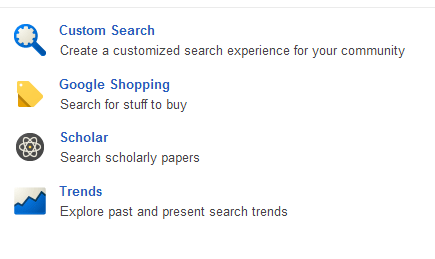 Custom Search
Create a customized search experience for your community
Google Shopping
Search for stuff to buy
Scholar
Search scholarly papers
Trends
Explore past and present search trends